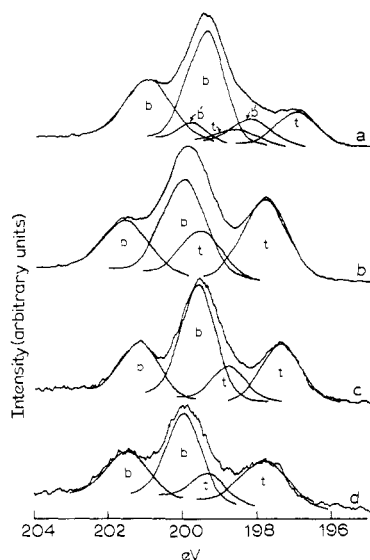 Intensity (arbitrary units)
b b b' t b' t a
b b t t b
b b t t c
b b t t d
204 202 200 198 196
eV